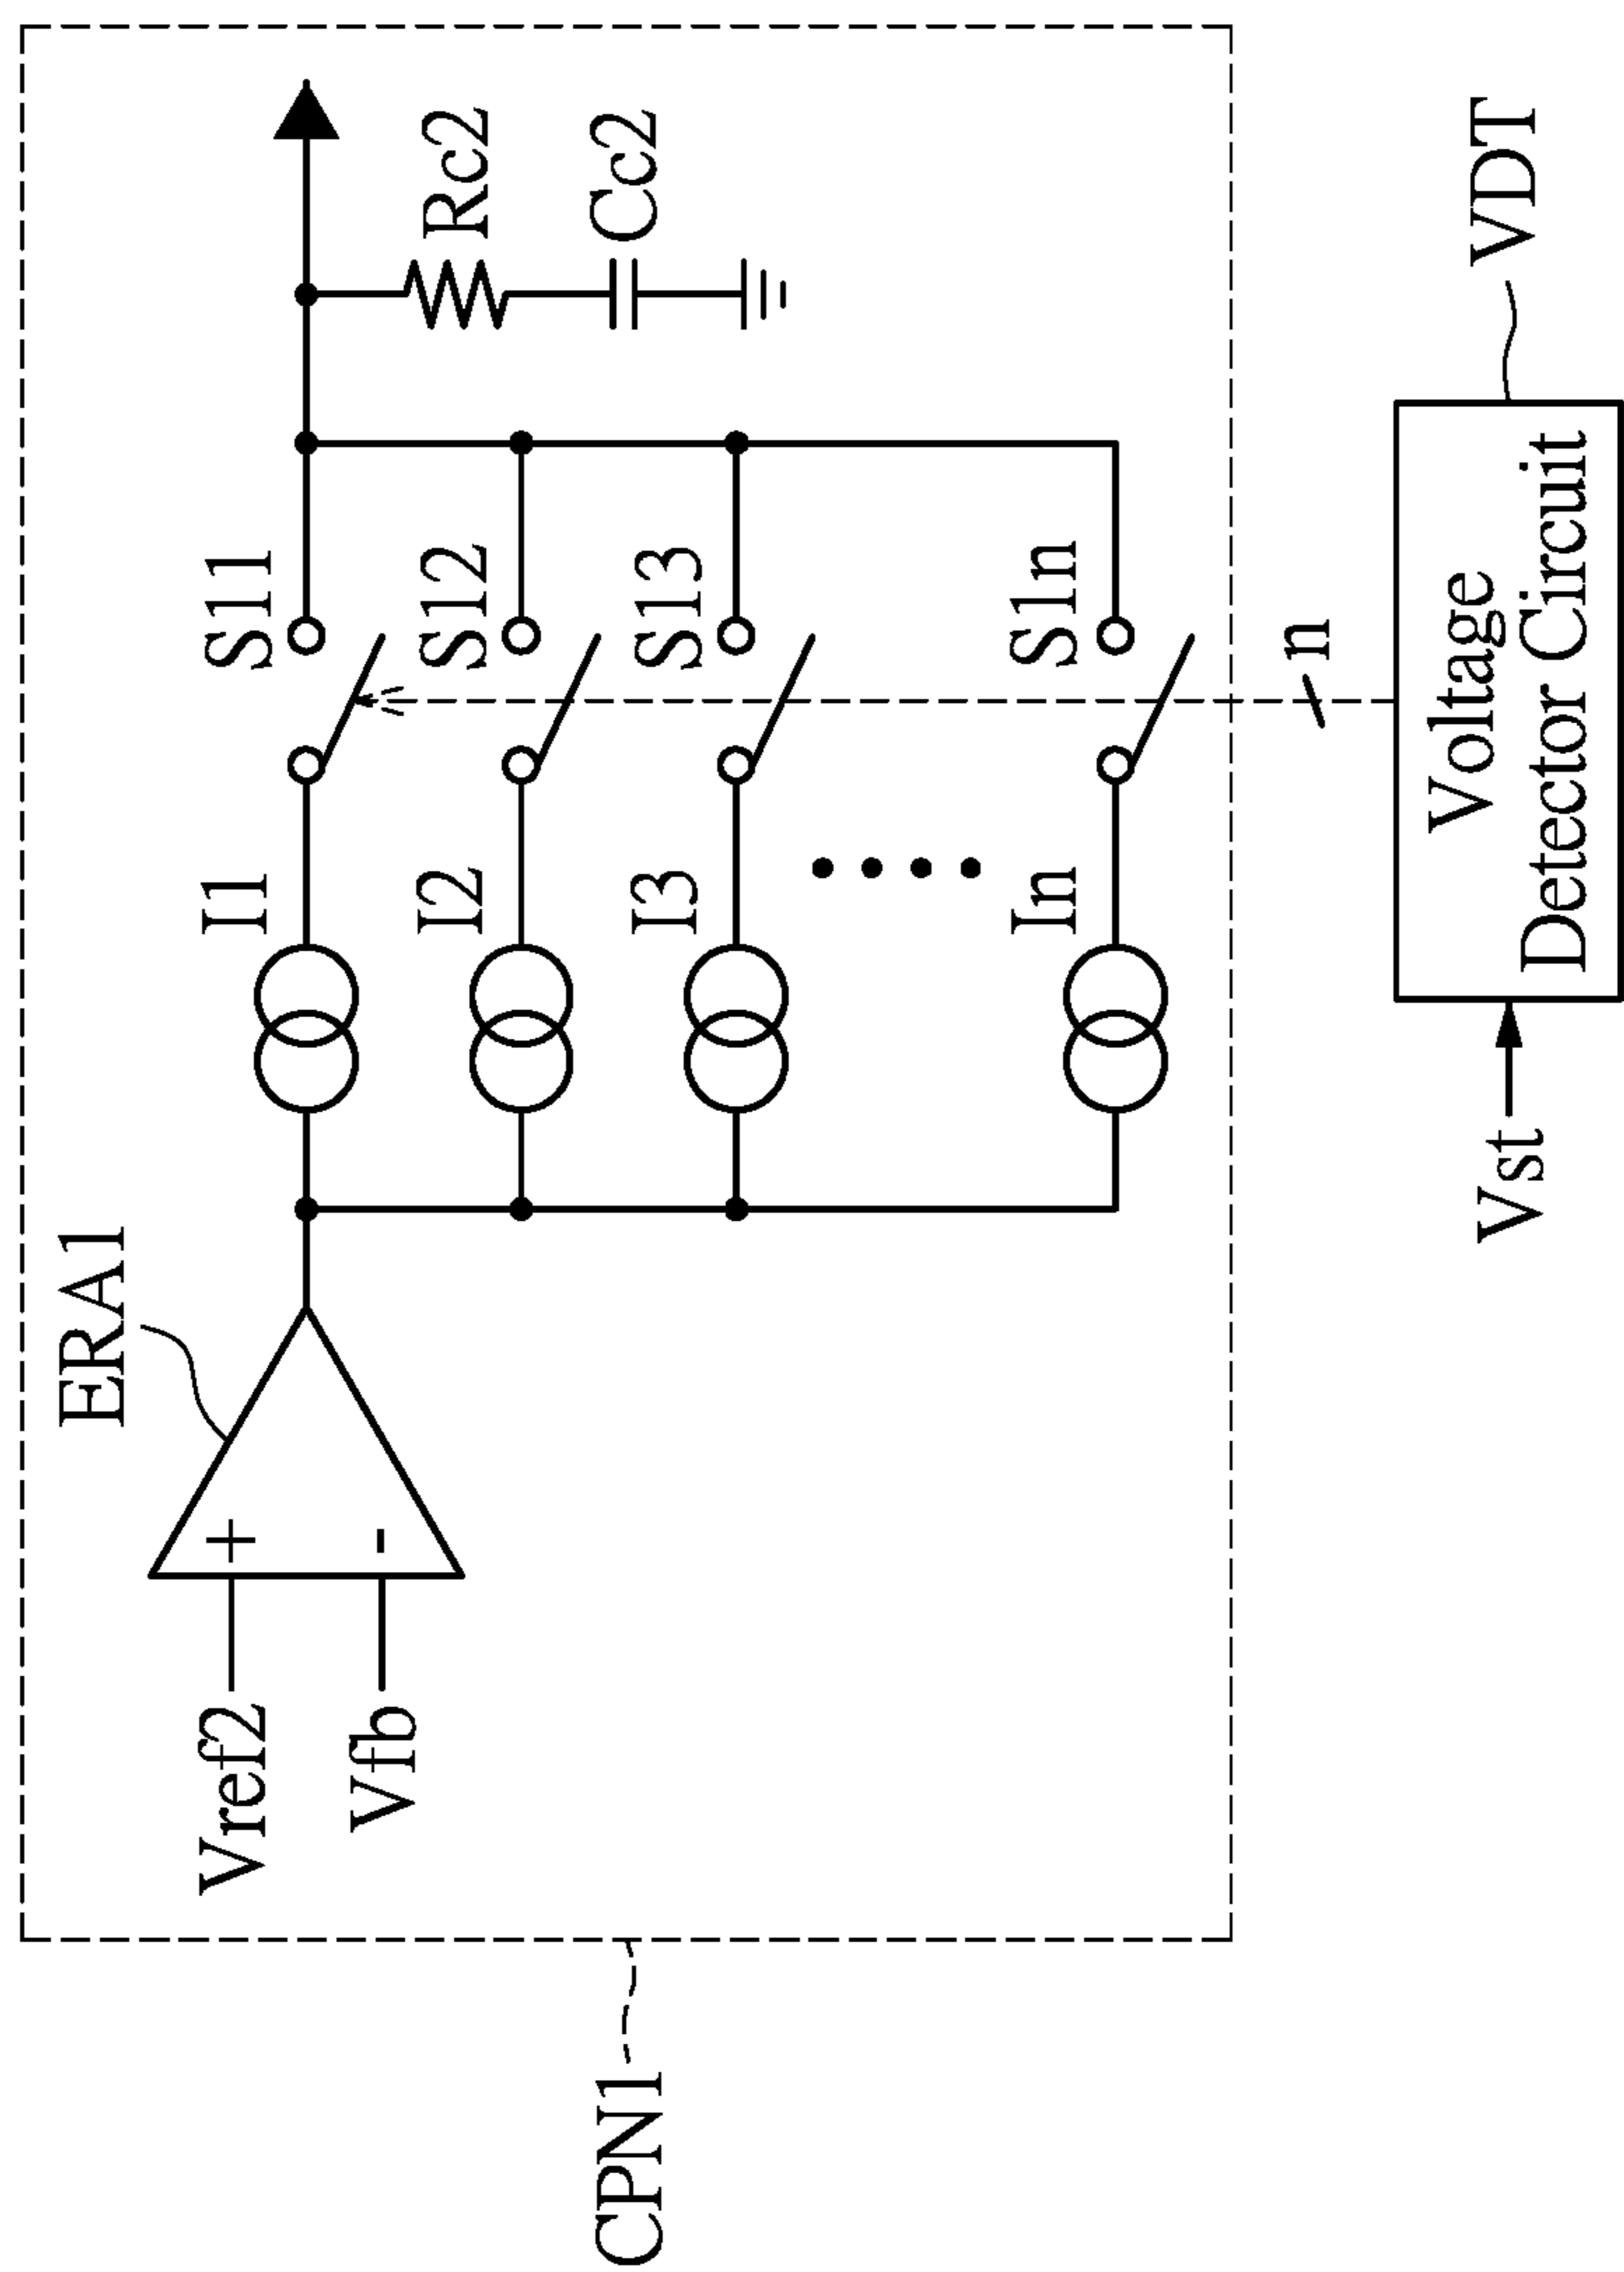 ERA1
Vref2
+
Vfb
-
I1
S11
I2
S12
I3
S13
In
S1n
Rc2
Cc2
CPN1
n
Vst
Voltage
Detector Circuit
VDT